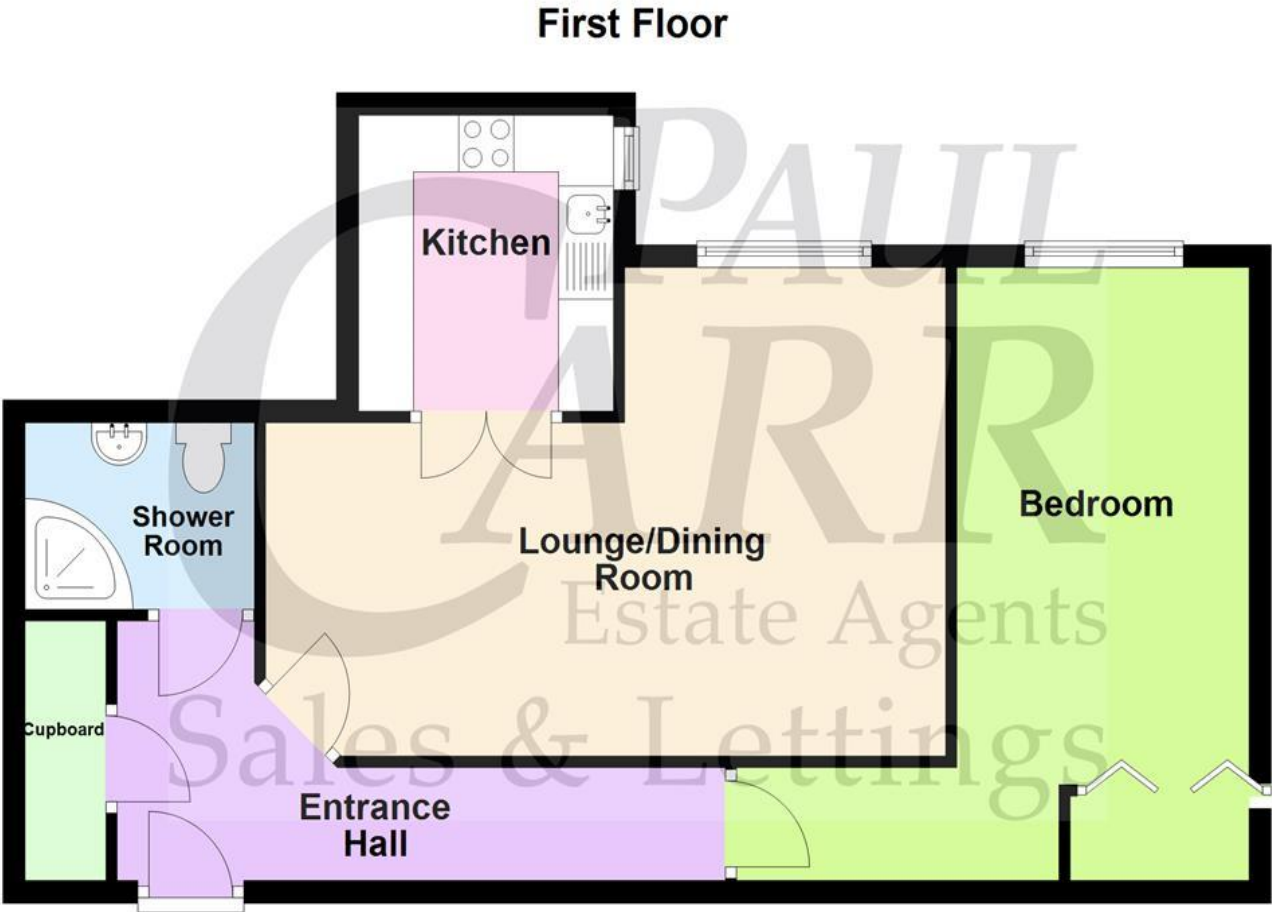 First Floor
PAUL
CARR
Estate Agents
Sales & Lettings
Kitchen
Bedroom
Shower
Room
Lounge/Dining
Room
Cupboard
Entrance
Hall